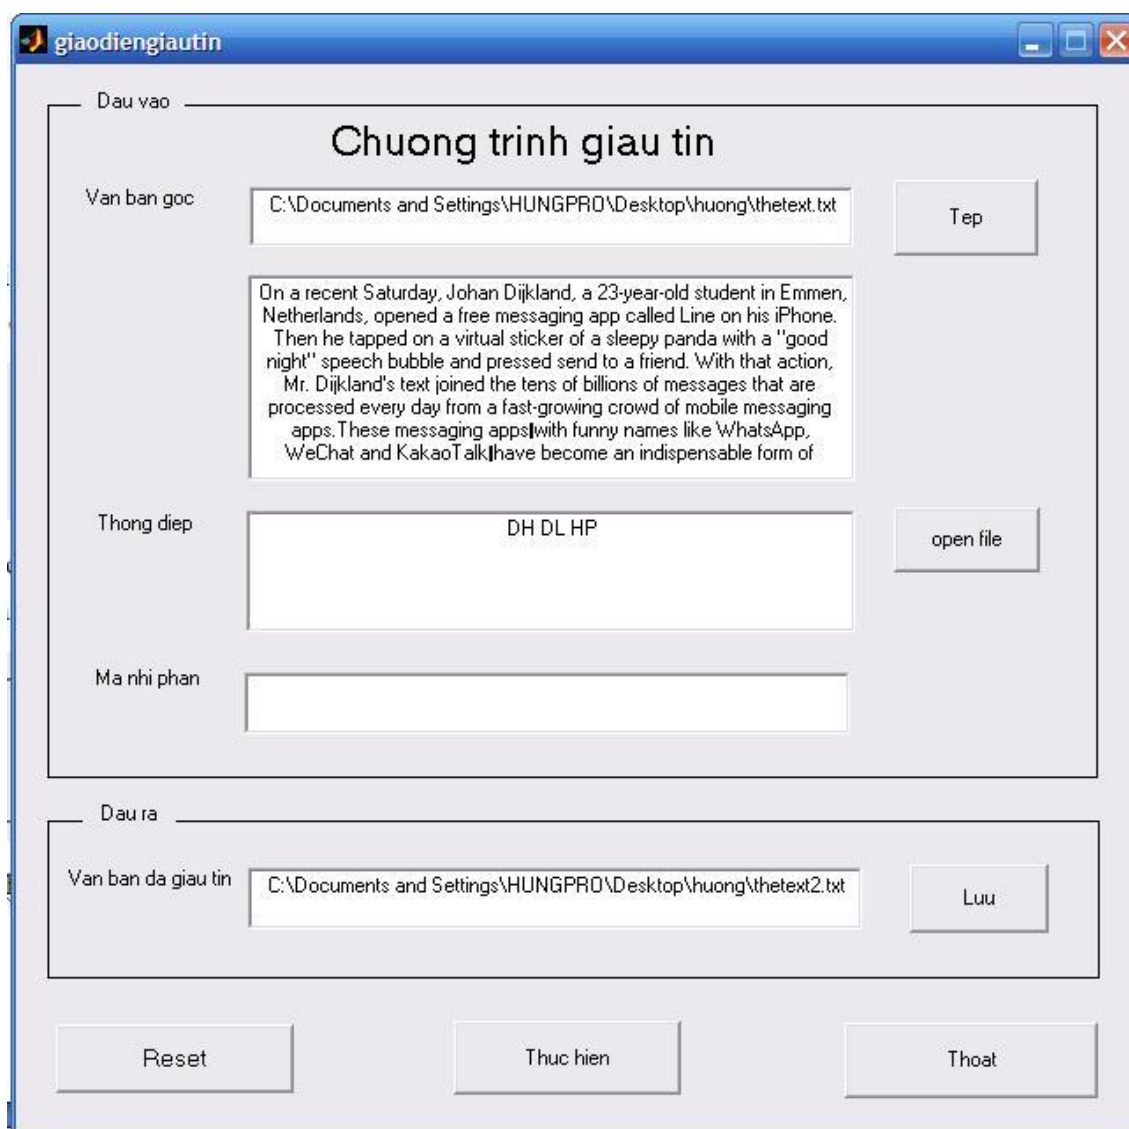 giaodiengiautin
Dau vao
Chuong trinh giau tin
Van ban goc
C:\Documents and Settings\HUNGPRO\Desktop\huong\thetext.txt
Tep
On a recent Saturday, Johan Dijkland, a 23-year-old student in Emmen,
Netherlands, opened a free messaging app called Line on his iPhone.
Then he tapped on a virtual sticker of a sleepy panda with a "good
night" speech bubble and pressed send to a friend. With that action,
Mr. Dijkland's text joined the tens of billions of messages that are
processed every day from a fast-growing crowd of mobile messaging
apps.These messaging apps|with funny names like WhatsApp,
WeChat and KakaoTalk|have become an indispensable form of
Thong diep
DH DL HP
open file
Ma nhi phan
Dau ra
Van ban da giau tin
C:\Documents and Settings\HUNGPRO\Desktop\huong\thetext2.txt
Luu
Reset
Thuc hien
Thoat